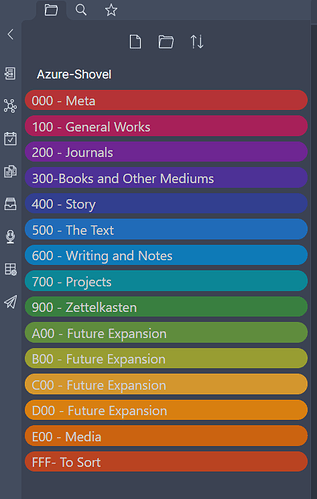 Azure-Shovel
000 - Meta
100 - General Works
200 - Journals
300-Books and Other Mediums
400 - Story
500 - The Text
600 - Writing and Notes
700 - Projects
900 - Zettelkasten
A00 - Future Expansion
B00 - Future Expansion
C00 - Future Expansion
D00 - Future Expansion
E00 - Media
FFF- To Sort